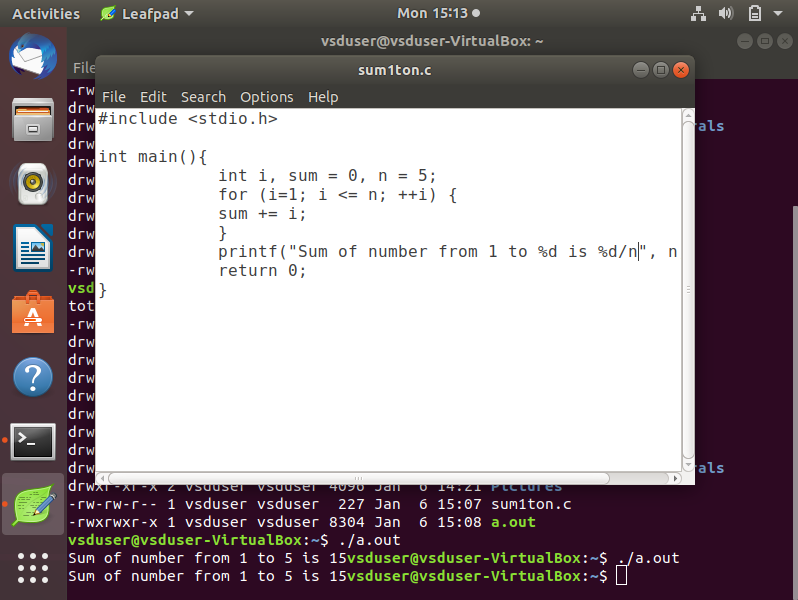 Activities Leafpad Mon 15:13
vsduser@vsduser-VirtualBox: ~
File
sum1ton.c
File Edit Search Options Help
#include <stdio.h>
int main(){
int i, sum = 0, n = 5;
for (i=1; i <= n; ++i) {
sum += i;
}
printf("Sum of number from 1 to %d is %d/n", n
return 0;
}
-rw
drw
drw rals
drw
drw
drw
drw
drw
drw
drw
-rw
vsd
tot
-rw
drw
drw
drw
drw
drw
drw
drw
drw rals
drwxr-xr-x 2 vsduser vsduser 4096 Jan 6 14:21 Pictures
-rw-rw-r-- 1 vsduser vsduser 227 Jan 6 15:07 sum1ton.c
-rwxrwxr-x 1 vsduser vsduser 8304 Jan 6 15:08 a.out
vsduser@vsduser-VirtualBox:~$ ./a.out
Sum of number from 1 to 5 is 15vsduser@vsduser-VirtualBox:~$ ./a.out
Sum of number from 1 to 5 is 15vsduser@vsduser-VirtualBox:~$